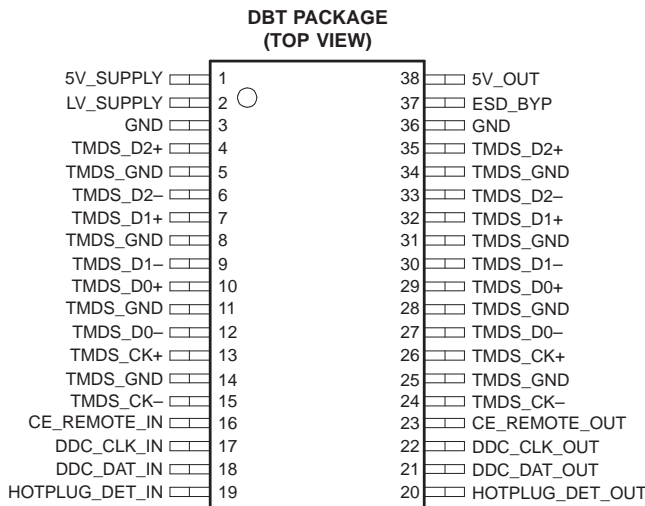 DBT PACKAGE
(TOP VIEW)
5V_SUPPLY 1 38 5V_OUT
LV_SUPPLY 2 37 ESD_BYP
GND 3 36 GND
TMDS_D2+ 4 35 TMDS_D2+
TMDS_GND 5 34 TMDS_GND
TMDS_D2– 6 33 TMDS_D2–
TMDS_D1+ 7 32 TMDS_D1+
TMDS_GND 8 31 TMDS_GND
TMDS_D1– 9 30 TMDS_D1–
TMDS_D0+ 10 29 TMDS_D0+
TMDS_GND 11 28 TMDS_GND
TMDS_D0– 12 27 TMDS_D0–
TMDS_CK+ 13 26 TMDS_CK+
TMDS_GND 14 25 TMDS_GND
TMDS_CK– 15 24 TMDS_CK–
CE_REMOTE_IN 16 23 CE_REMOTE_OUT
DDC_CLK_IN 17 22 DDC_CLK_OUT
DDC_DAT_IN 18 21 DDC_DAT_OUT
HOTPLUG_DET_IN 19 20 HOTPLUG_DET_OUT